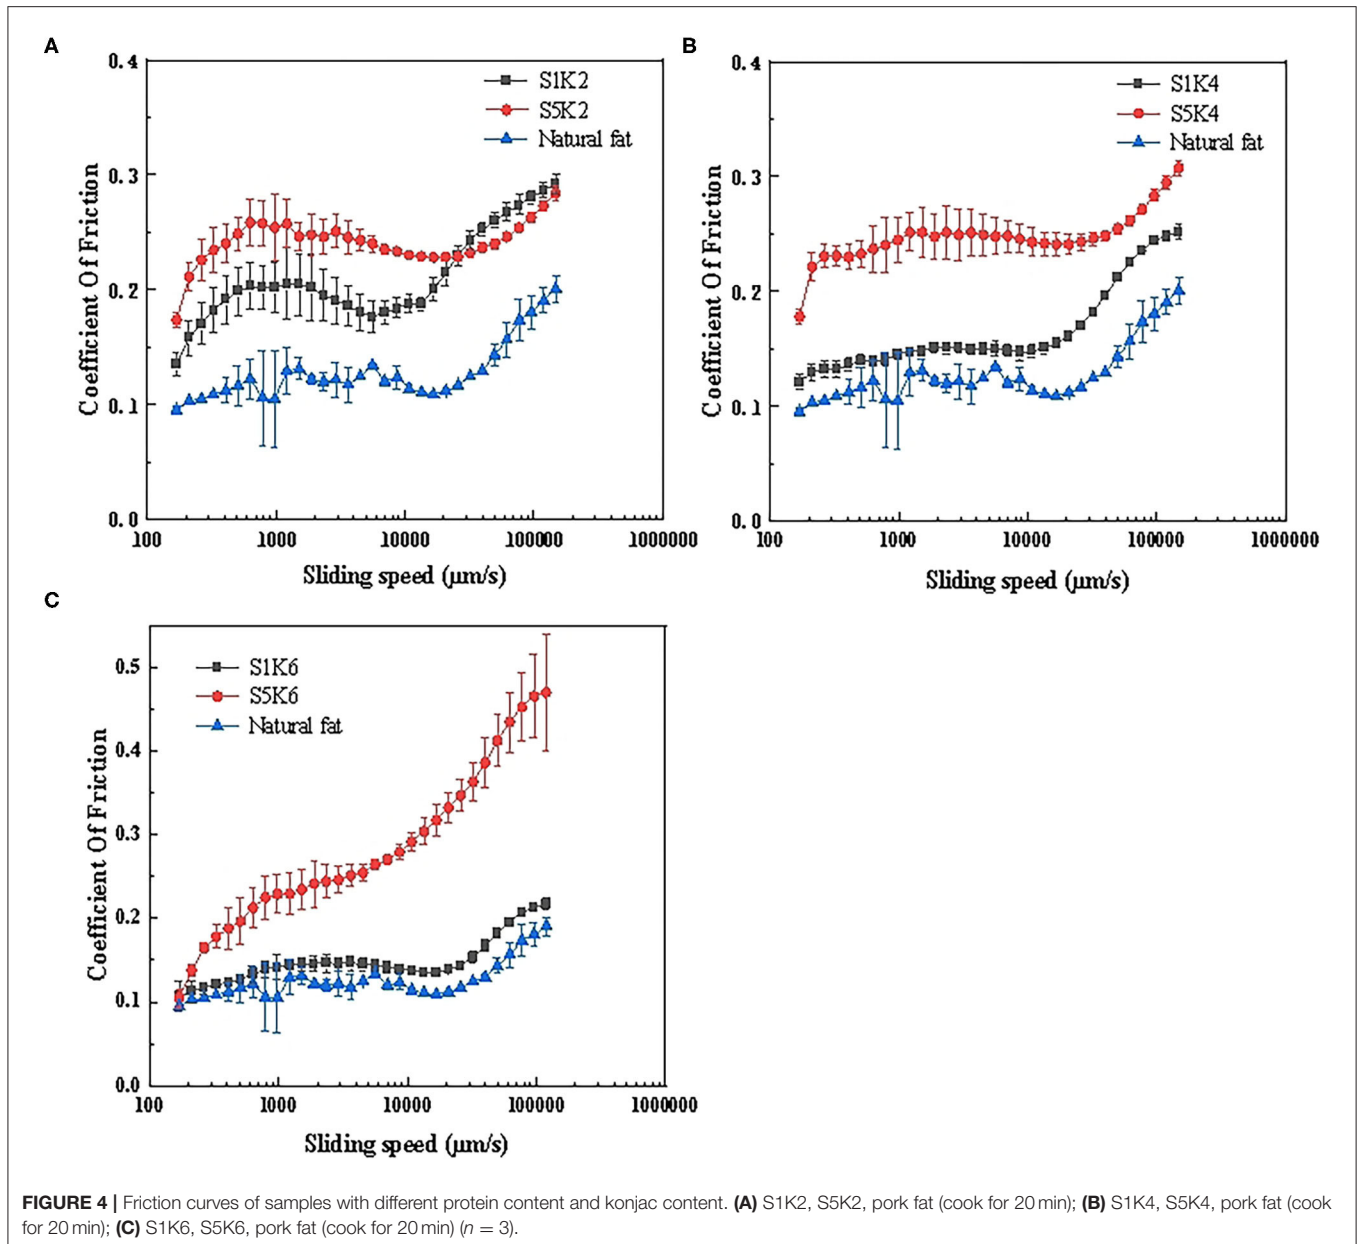 A
0.4
0.3
0.2
0.1
0.0
Coefficient Of Friction
S1K2
S5K2
Natural fat
100
1000
10000
100000
1000000
Sliding speed (μm/s)
B
0.4
0.3
0.2
0.1
0.0
Coefficient Of Friction
S1K4
S5K4
Natural fat
100
1000
10000
100000
1000000
Sliding speed (μm/s)
C
0.5
0.4
0.3
0.2
0.1
0.0
Coefficient Of Friction
S1K6
S5K6
Natural fat
100
1000
10000
100000
1000000
Sliding speed (μm/s)
FIGURE 4 | Friction curves of samples with different protein content and konjac content. (A) S1K2, S5K2, pork fat (cook for 20 min); (B) S1K4, S5K4, pork fat (cook
for 20 min); (C) S1K6, S5K6, pork fat (cook for 20 min) (n = 3).